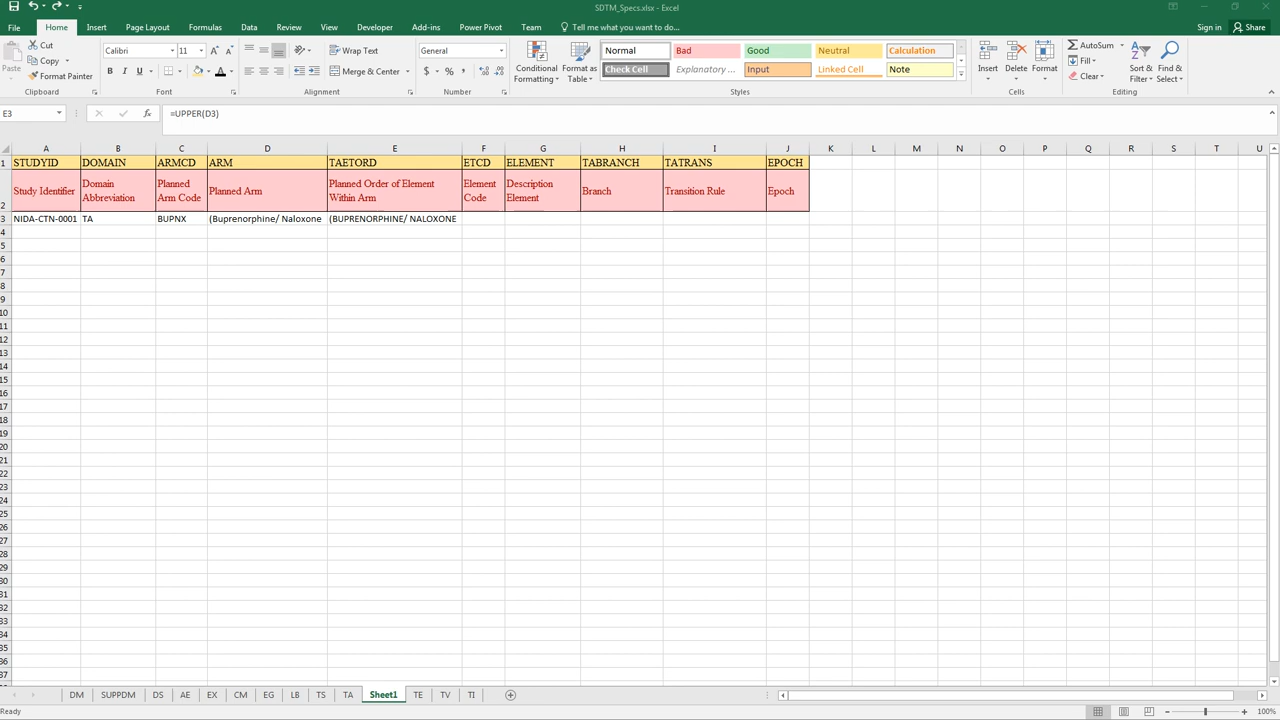 SDTM_Specs.xlsx - Excel
File Home Insert Page Layout Formulas Data Review View Developer Add-ins Power Pivot Team Tell me what you want to do... Sign in Share
Paste
Cut
Copy
Format Painter
Clipboard
Calibri 11
B I U
Font
Wrap Text
Merge & Center
Alignment
General
$ % ,
Number
Conditional Formatting
Format as Table
Normal Bad Good Neutral Calculation
Check Cell Explanatory ... Input Linked Cell Note
Styles
Insert Delete Format
Cells
AutoSum
Fill
Clear
Sort & Filter
Find & Select
Editing
E3 fx =UPPER(D3)
A B C D E F G H I J K L M N O P Q R S T U
1 STUDYID DOMAIN ARMCD ARM TAETORD ETCD ELEMENT TABRANCH TATRANS EPOCH
2 Study Identifier Domain Abbreviation Planned Arm Code Planned Arm Planned Order of Element Within Arm Element Code Description Element Branch Transition Rule Epoch
3 NIDA-CTN-0001 TA BUPNX (Buprenorphine/ Naloxone (BUPRENORPHINE/ NALOXONE
4
5
6
7
8
9
10
11
12
13
14
15
16
17
18
19
20
21
22
23
24
25
26
27
28
29
30
31
32
33
34
35
36
37
DM SUPPDM DS AE EX CM EG LB TS TA Sheet1 TE TV TI
Ready 100%